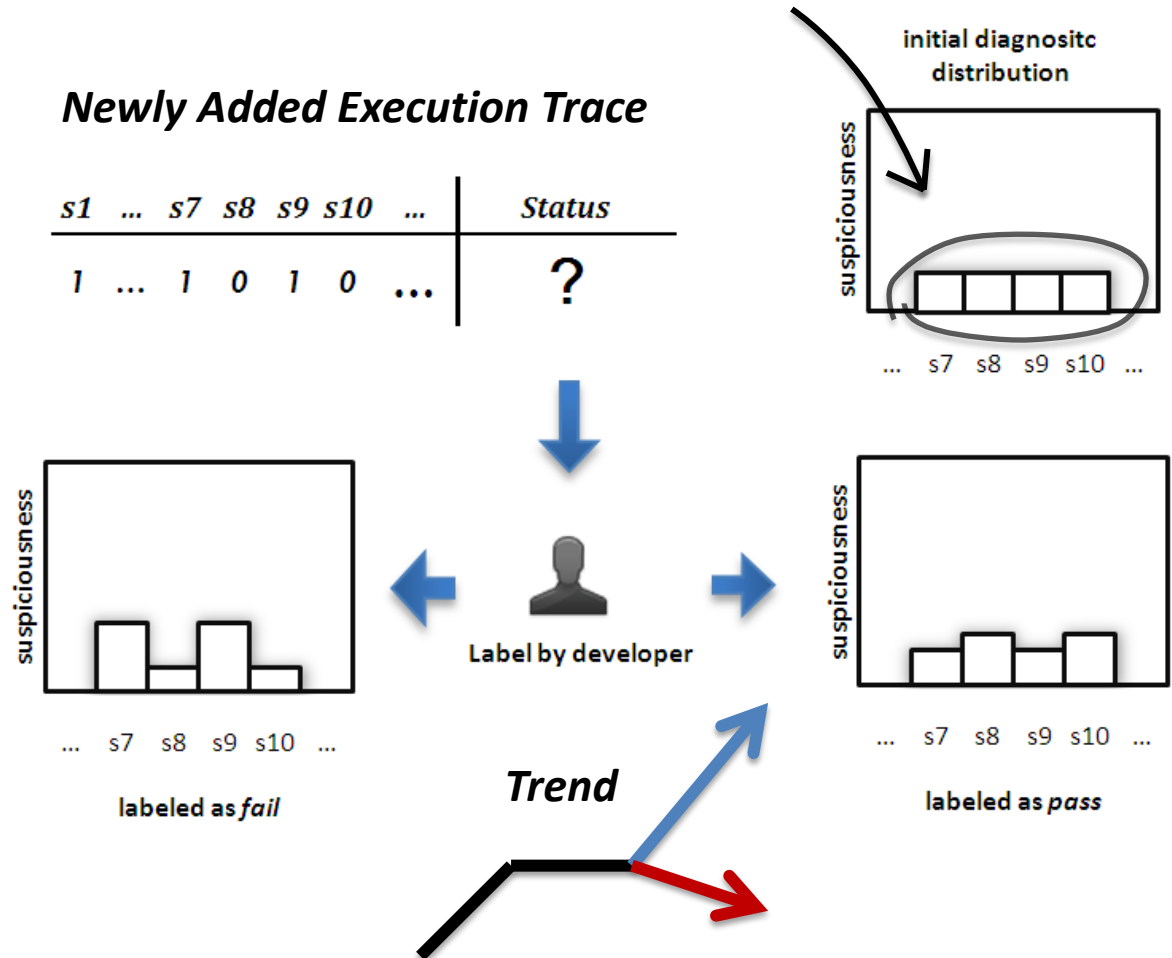 initial diagnositc
distribution
Newly Added Execution Trace
suspiciousness
s1 ... s7 s8 s9 s10 ... Status
1 ... 1 0 1 0 ... ?
... s7 s8 s9 s10 ...
suspiciousness
suspiciousness
Label by developer
... s7 s8 s9 s10 ...
... s7 s8 s9 s10 ...
Trend
labeled as fail
labeled as pass